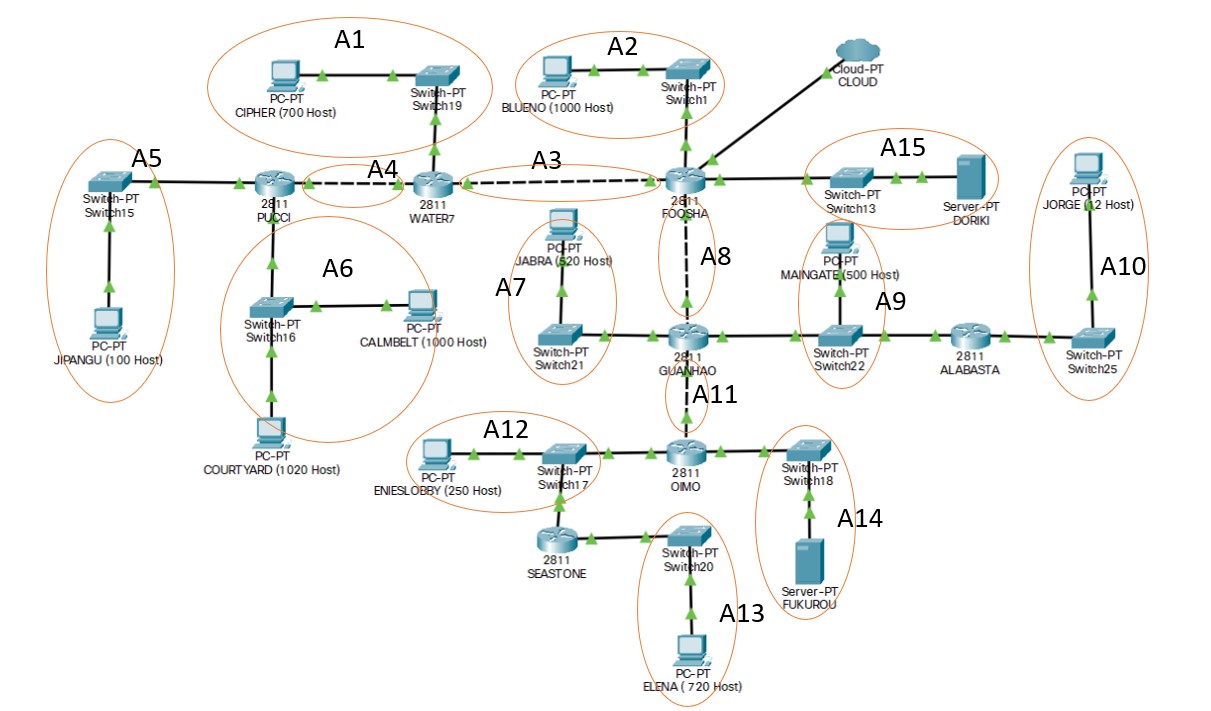 A1
PC-PT
CIPHER (700 Host)
Switch-PT
Switch19
A2
PC-PT
BLUENO (1000 Host)
Switch-PT
Switch1
Cloud-PT
CLOUD
A5
Switch-PT
Switch15
PC-PT
JIPANGU (100 Host)
2811
PUCCI
A4
2811
WATER7
A3
2811
FOOSHA
A15
Switch-PT
Switch13
Server-PT
DORIKI
PC-PT
JORGE (12 Host)
A10
Switch-PT
Switch25
A6
Switch-PT
Switch16
PC-PT
CALMBELT (1000 Host)
PC-PT
COURTYARD (1020 Host)
A7
PC-PT
JABRA (520 Host)
Switch-PT
Switch21
A8
2811
GUANHAO
PC-PT
MAINGATE (500 Host)
A9
Switch-PT
Switch22
2811
ALABASTA
A11
A12
PC-PT
ENIESLOBBY (250 Host)
Switch-PT
Switch17
2811
OIMO
Switch-PT
Switch18
A14
Server-PT
FUKUROU
2811
SEASTONE
Switch-PT
Switch20
A13
PC-PT
ELENA ( 720 Host)